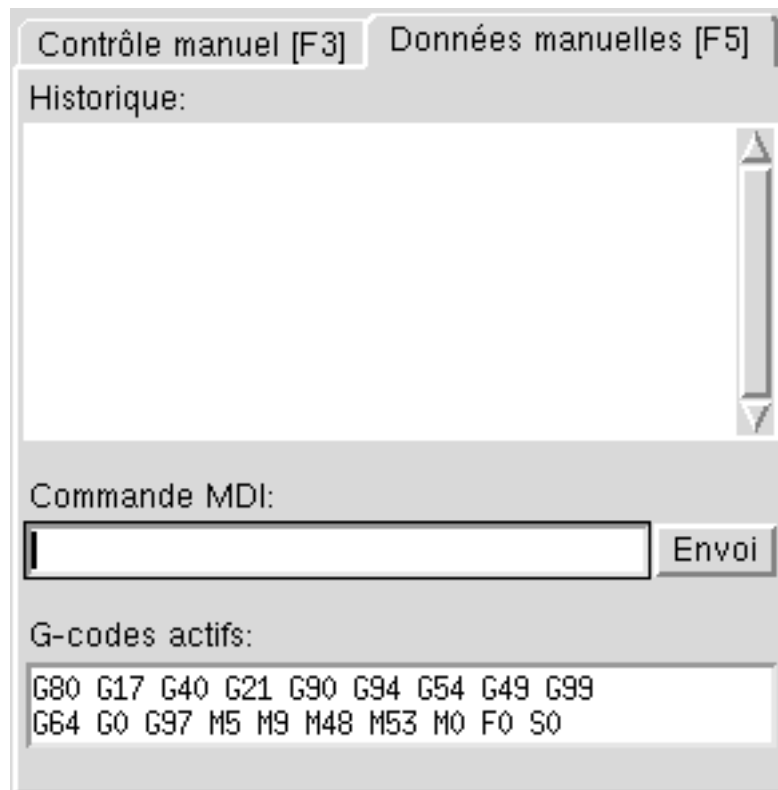 Contrôle manuel [F3] Données manuelles [F5]
Historique:
Commande MDI:
Envoi
G-codes actifs:
G80 G17 G40 G21 G90 G94 G54 G49 G99
G64 G0 G97 M5 M9 M48 M53 M0 F0 S0